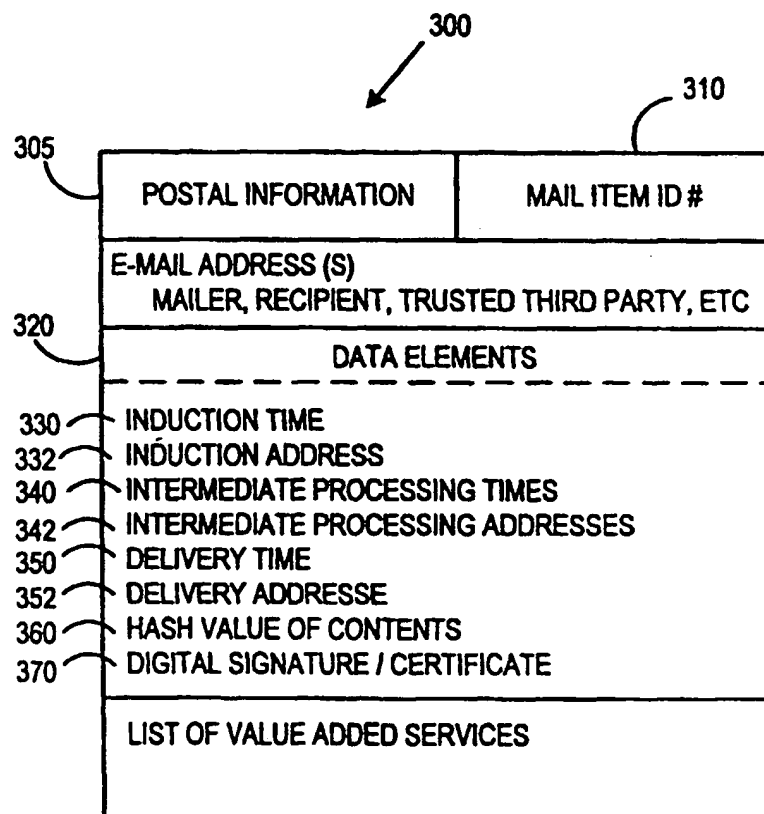 300
310
305
POSTAL INFORMATION
MAIL ITEM ID #
E-MAIL ADDRESS (S)
MAILER, RECIPIENT, TRUSTED THIRD PARTY, ETC
320
DATA ELEMENTS
330 INDUCTION TIME
332 INDUCTION ADDRESS
340 INTERMEDIATE PROCESSING TIMES
342 INTERMEDIATE PROCESSING ADDRESSES
350 DELIVERY TIME
352 DELIVERY ADDRESSE
360 HASH VALUE OF CONTENTS
370 DIGITAL SIGNATURE / CERTIFICATE
LIST OF VALUE ADDED SERVICES